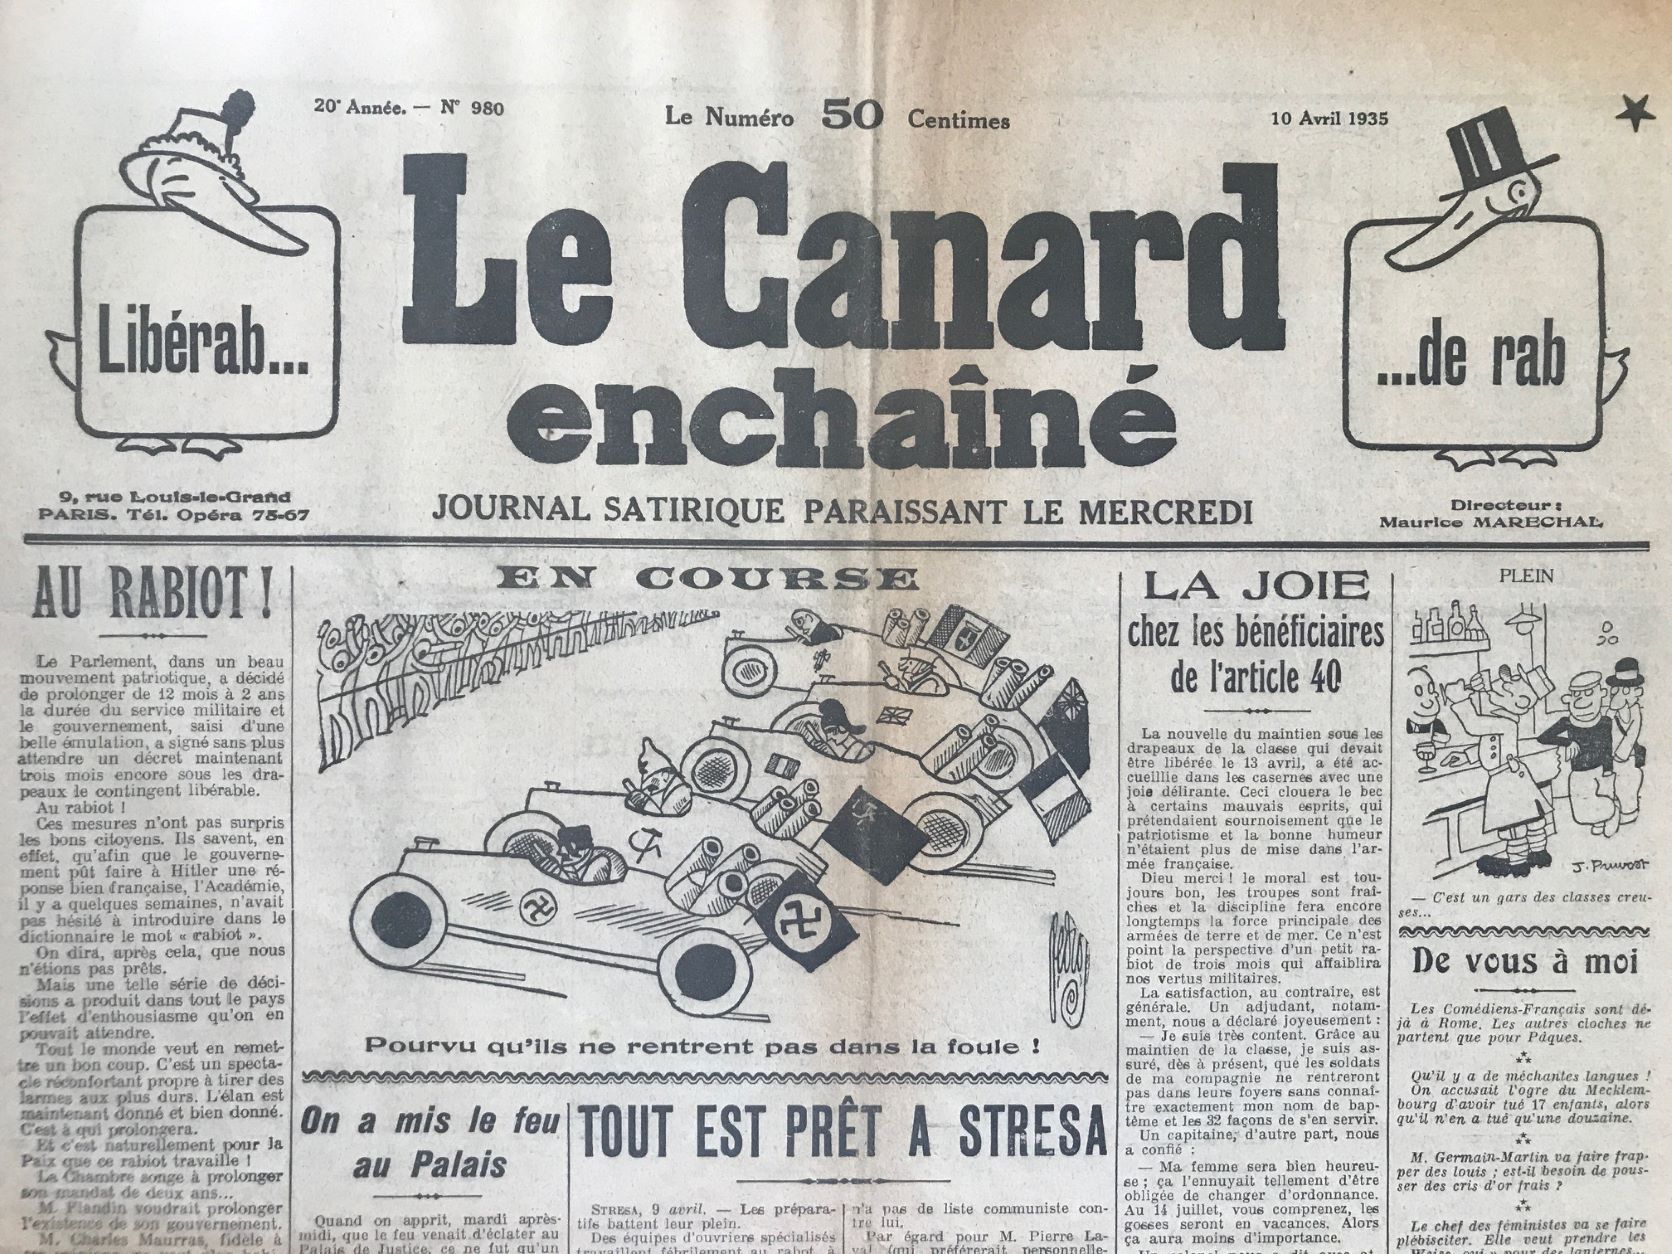 20e Année. — N° 980
Le Numéro 50 Centimes
10 Avril 1935
Libérab...
Le Canard
enchaîné
...de rab
9, rue Louis-le-Grand
PARIS. Tél. Opéra 75-67
JOURNAL SATIRIQUE PARAISSANT LE MERCREDI
Directeur :
Maurice MARECHAL
AU RABIOT !
Le Parlement, dans un beau
mouvement patriotique, a décidé
de prolonger de 12 mois à 2 ans
la durée du service militaire et
le gouvernement, saisi d'une
belle émulation, a signé sans plus
attendre un décret maintenant
trois mois encore sous les dra-
peaux le contingent libérable.
Au rabiot !
Ces mesures n'ont pas surpris
les bons citoyens. Ils savent, en
effet, qu'afin que le gouverne-
ment pût faire à Hitler une ré-
ponse bien française, l'Académie,
il y a quelques semaines, n'avait
pas hésité à introduire dans le
dictionnaire le mot « rabiot ».
On dira, après cela, que nous
n'étions pas prêts.
Mais une telle série de déci-
sions a produit dans tout le pays
l'effet d'enthousiasme qu'on en
pouvait attendre.
Tout le monde veut en remet-
tre un bon coup. C'est un specta-
cle réconfortant propre à tirer des
larmes aux plus durs. L'élan est
maintenant donné et bien donné.
C'est à qui prolongera.
Et c'est naturellement pour la
Paix que ce rabiot travaille !
La Chambre songe à prolonger
son mandat de deux ans...
M. Flandin voudrait prolonger
l'existence de son gouvernement.
M. Charles Maurras, fidèle à
EN COURSE
Pourvu qu'ils ne rentrent pas dans la foule !
On a mis le feu
au Palais
Quand on apprit, mardi après-
midi, que le feu venait d'éclater au
Palais de Justice, ce ne fut qu'un
TOUT EST PRÊT A STRESA
STRESA, 9 avril. — Les prépara-
tifs battent leur plein.
Des équipes d'ouvriers spécialisés
travaillent fébrilement au rabot à
n'a pas de liste communiste con-
tre lui.
Par égard pour M. Pierre La-
val (qui préférerait personnelle-
LA JOIE
chez les bénéficiaires
de l'article 40
La nouvelle du maintien sous les
drapeaux de la classe qui devait
être libérée le 13 avril, a été ac-
cueillie dans les casernes avec une
joie délirante. Ceci clouera le bec
à certains mauvais esprits, qui
prétendaient sournoisement que le
patriotisme et la bonne humeur
n'étaient plus de mise dans l'ar-
mée française.
Dieu merci ! le moral est tou-
jours bon, les troupes sont fraî-
ches et la discipline fera encore
longtemps la force principale des
armées de terre et de mer. Ce n'est
point la perspective d'un petit ra-
biot de trois mois qui affaiblira
nos vertus militaires.
La satisfaction, au contraire, est
générale. Un adjudant, notam-
ment, nous a déclaré joyeusement :
— Je suis très content. Grâce au
maintien de la classe, je suis as-
suré, dès à présent, que les soldats
de ma compagnie ne rentreront
pas dans leurs foyers sans connaî-
tre exactement mon nom de bap-
tême et les 32 façons de s'en servir.
Un capitaine, d'autre part, nous
a confié :
— Ma femme sera bien heureu-
se ; ça l'ennuyait tellement d'être
obligée de changer d'ordonnance.
Au 14 juillet, vous comprenez, les
gosses seront en vacances. Alors
ça aura moins d'importance.
PLEIN
J. Pruvost
— C'est un gars des classes creu-
ses...
De vous à moi
Les Comédiens-Français sont dé-
jà à Rome. Les autres cloches ne
partent que pour Pâques.
Qu'il y a de méchantes langues !
On accusait l'ogre du Mecklem-
bourg d'avoir tué 17 enfants, alors
qu'il n'en a tué qu'une douzaine.
M. Germain-Martin va faire frap-
per des louis ; est-il besoin de pous-
ser des cris d'or frais ?
Le chef des féministes va se faire
plébisciter. Elle veut prendre les